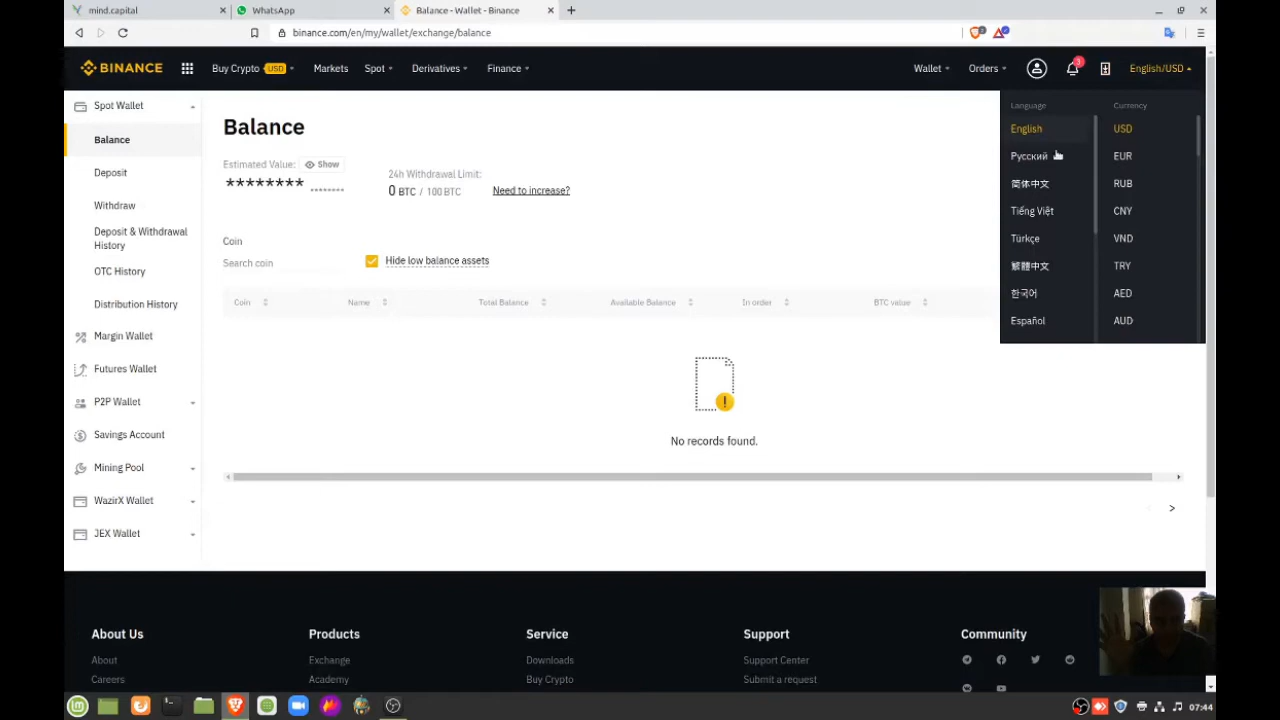 mind.capital
WhatsApp
Balance - Wallet - Binance
binance.com/en/my/wallet/exchange/balance
BINANCE
Buy Crypto USD
Markets
Spot
Derivatives
Finance
Wallet
Orders
3
English/USD
Spot Wallet
Balance
Deposit
Withdraw
Deposit & Withdrawal
History
OTC History
Distribution History
Margin Wallet
Futures Wallet
P2P Wallet
Savings Account
Mining Pool
WazirX Wallet
JEX Wallet
Balance
Estimated Value:
Show
******** ********
24h Withdrawal Limit:
0 BTC / 100 BTC
Need to increase?
Coin
Search coin
Hide low balance assets
Coin
Name
Total Balance
Available Balance
In order
BTC value
No records found.
Language
English
Русский
简体中文
Tiếng Việt
Türkçe
繁體中文
한국어
Español
Currency
USD
EUR
RUB
CNY
VND
TRY
AED
AUD
About Us
About
Careers
Products
Exchange
Academy
Service
Downloads
Buy Crypto
Support
Support Center
Submit a request
Community
07:44